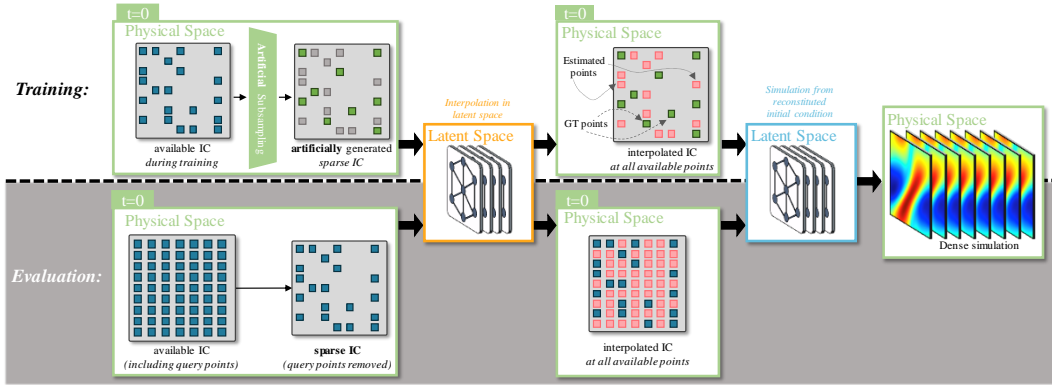 t=0
Physical Space
Training:
Artificial
Subsampling
available IC
during training
artificially generated
sparse IC
Interpolation in
latent space
Latent Space
t=0
Physical Space
Estimated
points
GT points
interpolated IC
at all available points
Simulation from
reconstituted
initial condition
Latent Space
Physical Space
Dense simulation
t=0
Physical Space
Evaluation:
available IC
(including query points)
sparse IC
(query points removed)
t=0
Physical Space
interpolated IC
at all available points